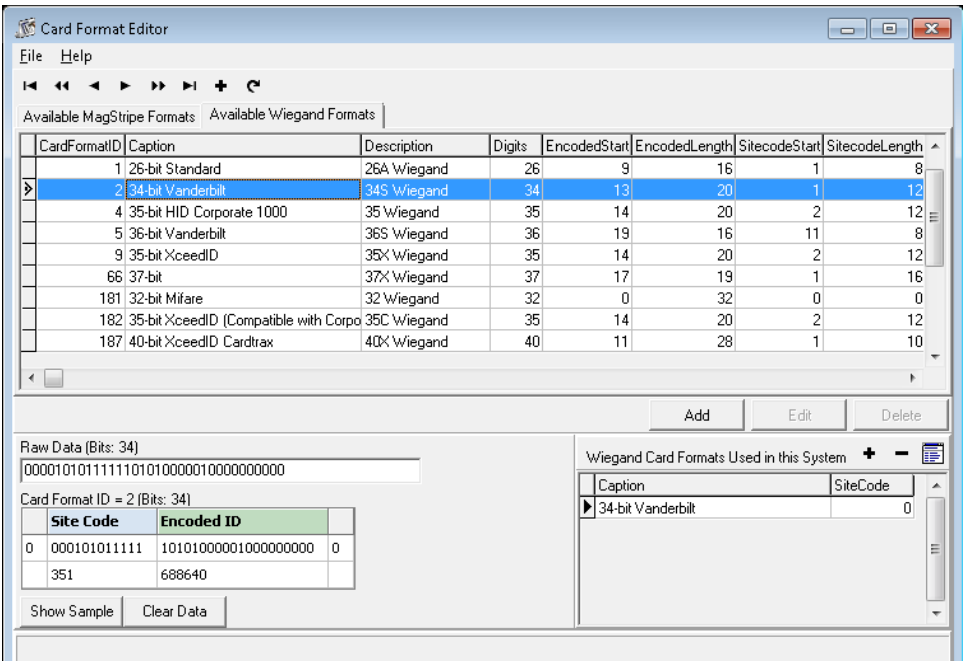 Card Format Editor
File Help
Available MagStripe Formats Available Wiegand Formats
CardFormatID Caption Description Digits EncodedStart EncodedLength SitecodeStart SitecodeLength
1 26-bit Standard 26A Wiegand 26 9 16 1 8
2 34-bit Vanderbilt 34S Wiegand 34 13 20 1 12
4 35-bit HID Corporate 1000 35 Wiegand 35 14 20 2 12
5 36-bit Vanderbilt 36S Wiegand 36 19 16 11 8
9 35-bit XceedID 35X Wiegand 35 14 20 2 12
66 37-bit 37X Wiegand 37 17 19 1 16
181 32-bit Mifare 32 Wiegand 32 0 32 0 0
182 35-bit XceedID (Compatible with Corpo 35C Wiegand 35 14 20 2 12
187 40-bit XceedID Cardtrax 40X Wiegand 40 11 28 1 10
Add Edit Delete
Raw Data (Bits: 34)
0000101011111101010000010000000000
Card Format ID = 2 (Bits: 34)
Site Code Encoded ID
0 000101011111 10101000001000000000 0
351 688640
Show Sample Clear Data
Wiegand Card Formats Used in this System
Caption SiteCode
34-bit Vanderbilt 0